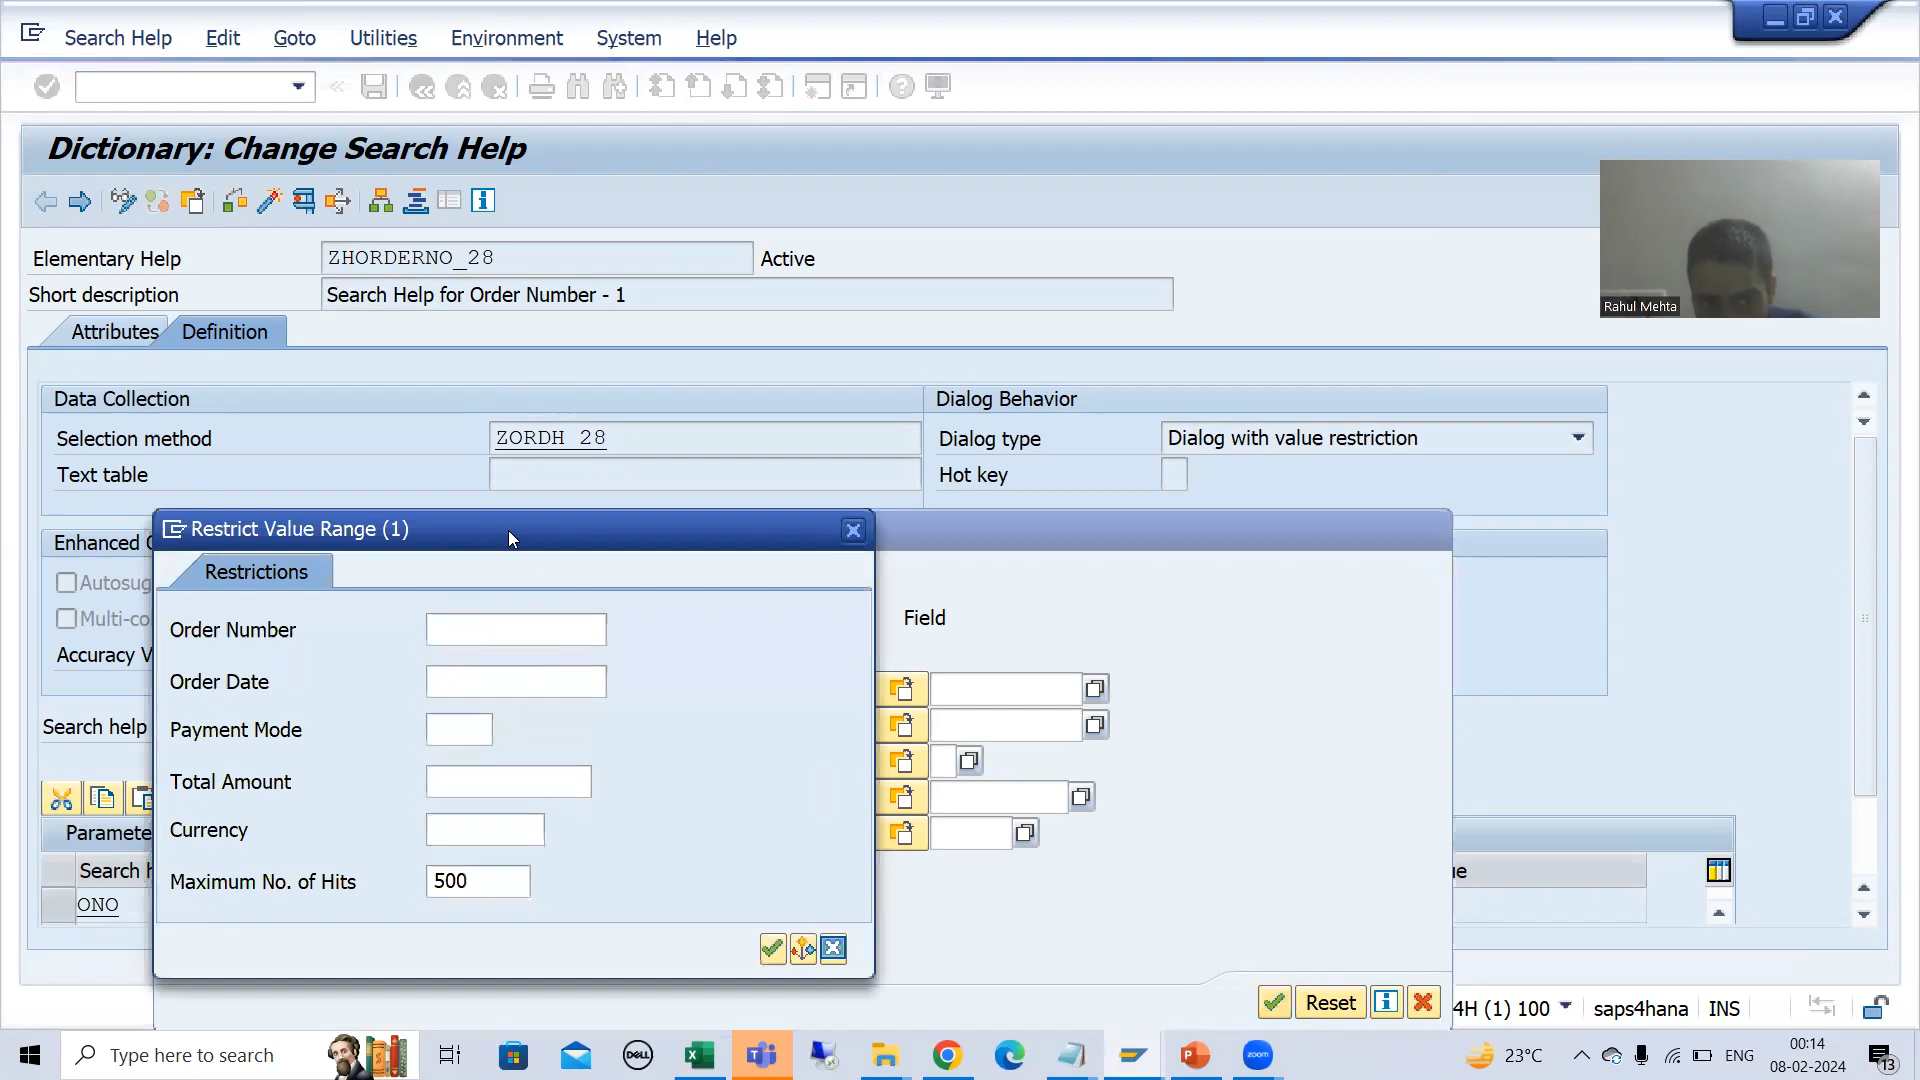 Search Help Edit Goto Utilities Environment System Help
Dictionary: Change Search Help
Elementary Help ZHORDERNO_28 Active
Short description Search Help for Order Number - 1
Rahul Mehta
Attributes Definition
Data Collection Dialog Behavior
Selection method ZORDH_28 Dialog type Dialog with value restriction
Text table Hot key
Restrict Value Range (1)
Enhanced
Restrictions
Autosug
Multi-co
Accuracy V
Order Number
Field
Order Date
Search help
Payment Mode
Total Amount
Paramete
Currency
Search h
Maximum No. of Hits 500
ONO
Reset
4H (1) 100 saps4hana INS
Type here to search
DELL
zoom
23°C
ENG
00:14
08-02-2024
13